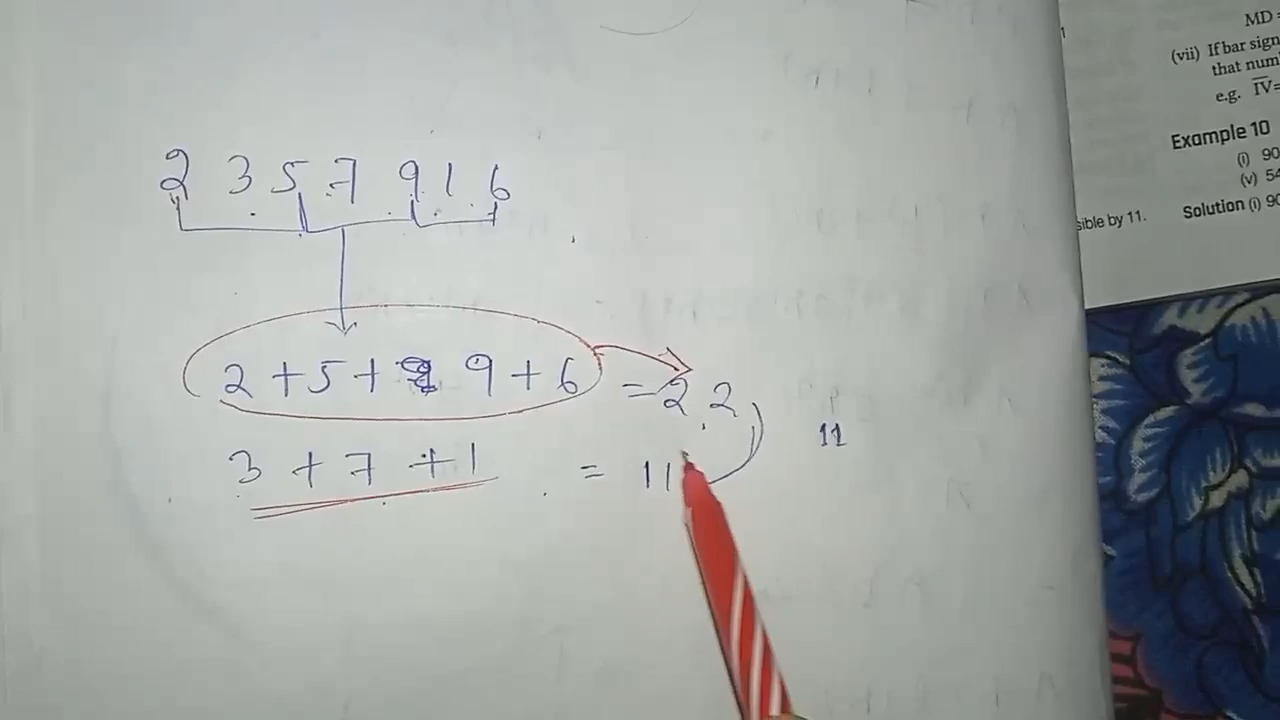 2 3 5 7 9 1 6
2 + 5 + 9 + 6 = 22
11
3 + 7 + 1 = 11
MD =
(vii) If bar sign
that num
e.g. I̅V̅=
Example 10
(i) 90
(v) 54
Solution (i) 90
sible by 11.